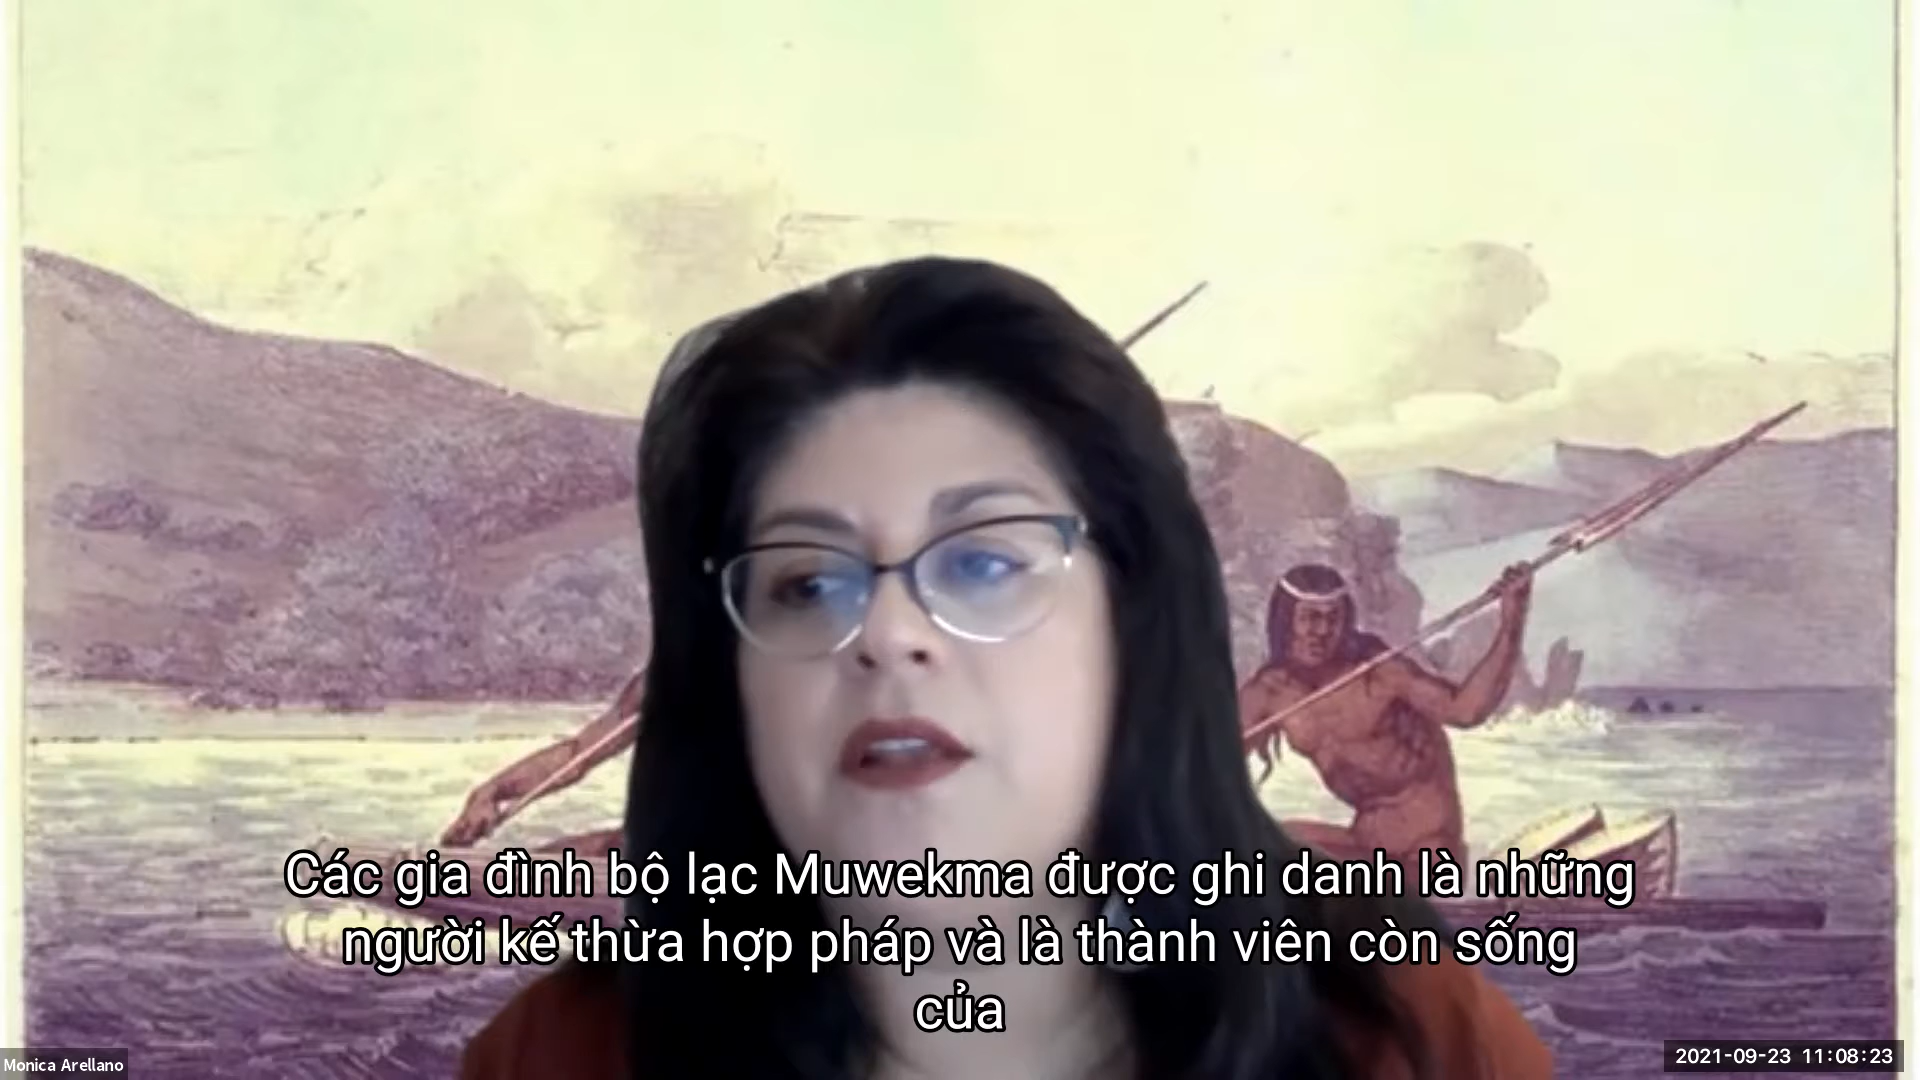 Các gia đình bộ lạc Muwekma được ghi danh là những
người kế thừa hợp pháp và là thành viên còn sống
của
Monica Arellano
2021-09-23 11:08:23